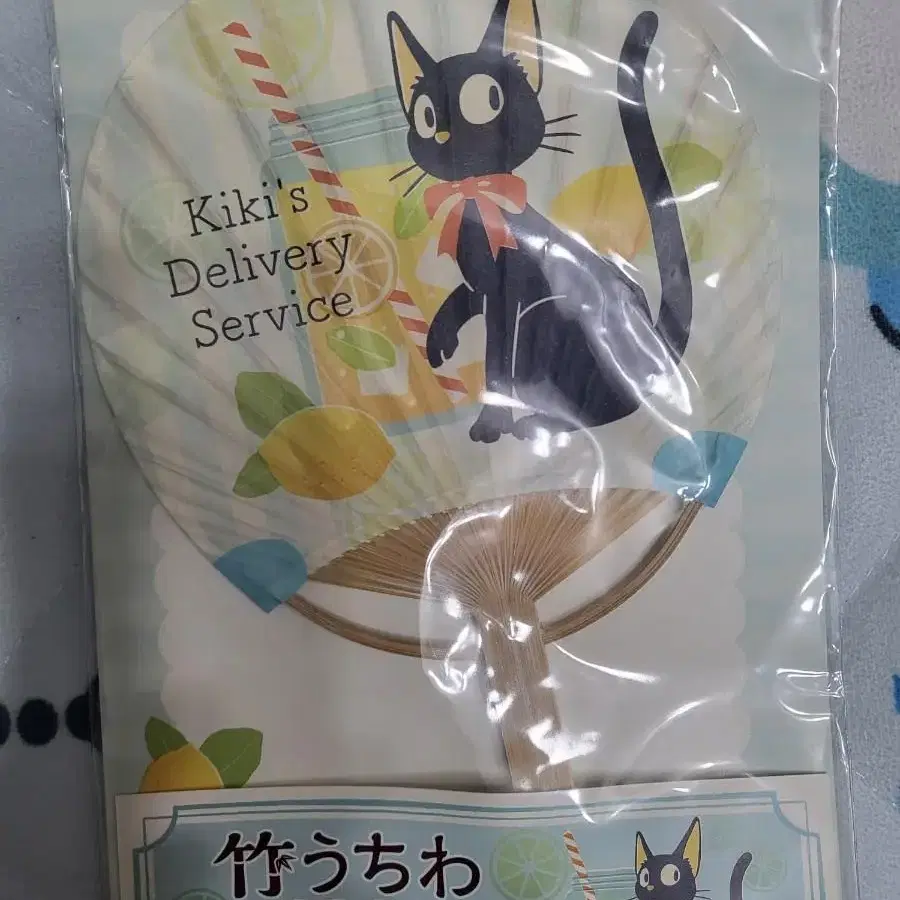 Kiki's
Delivery
Service
竹うちわ